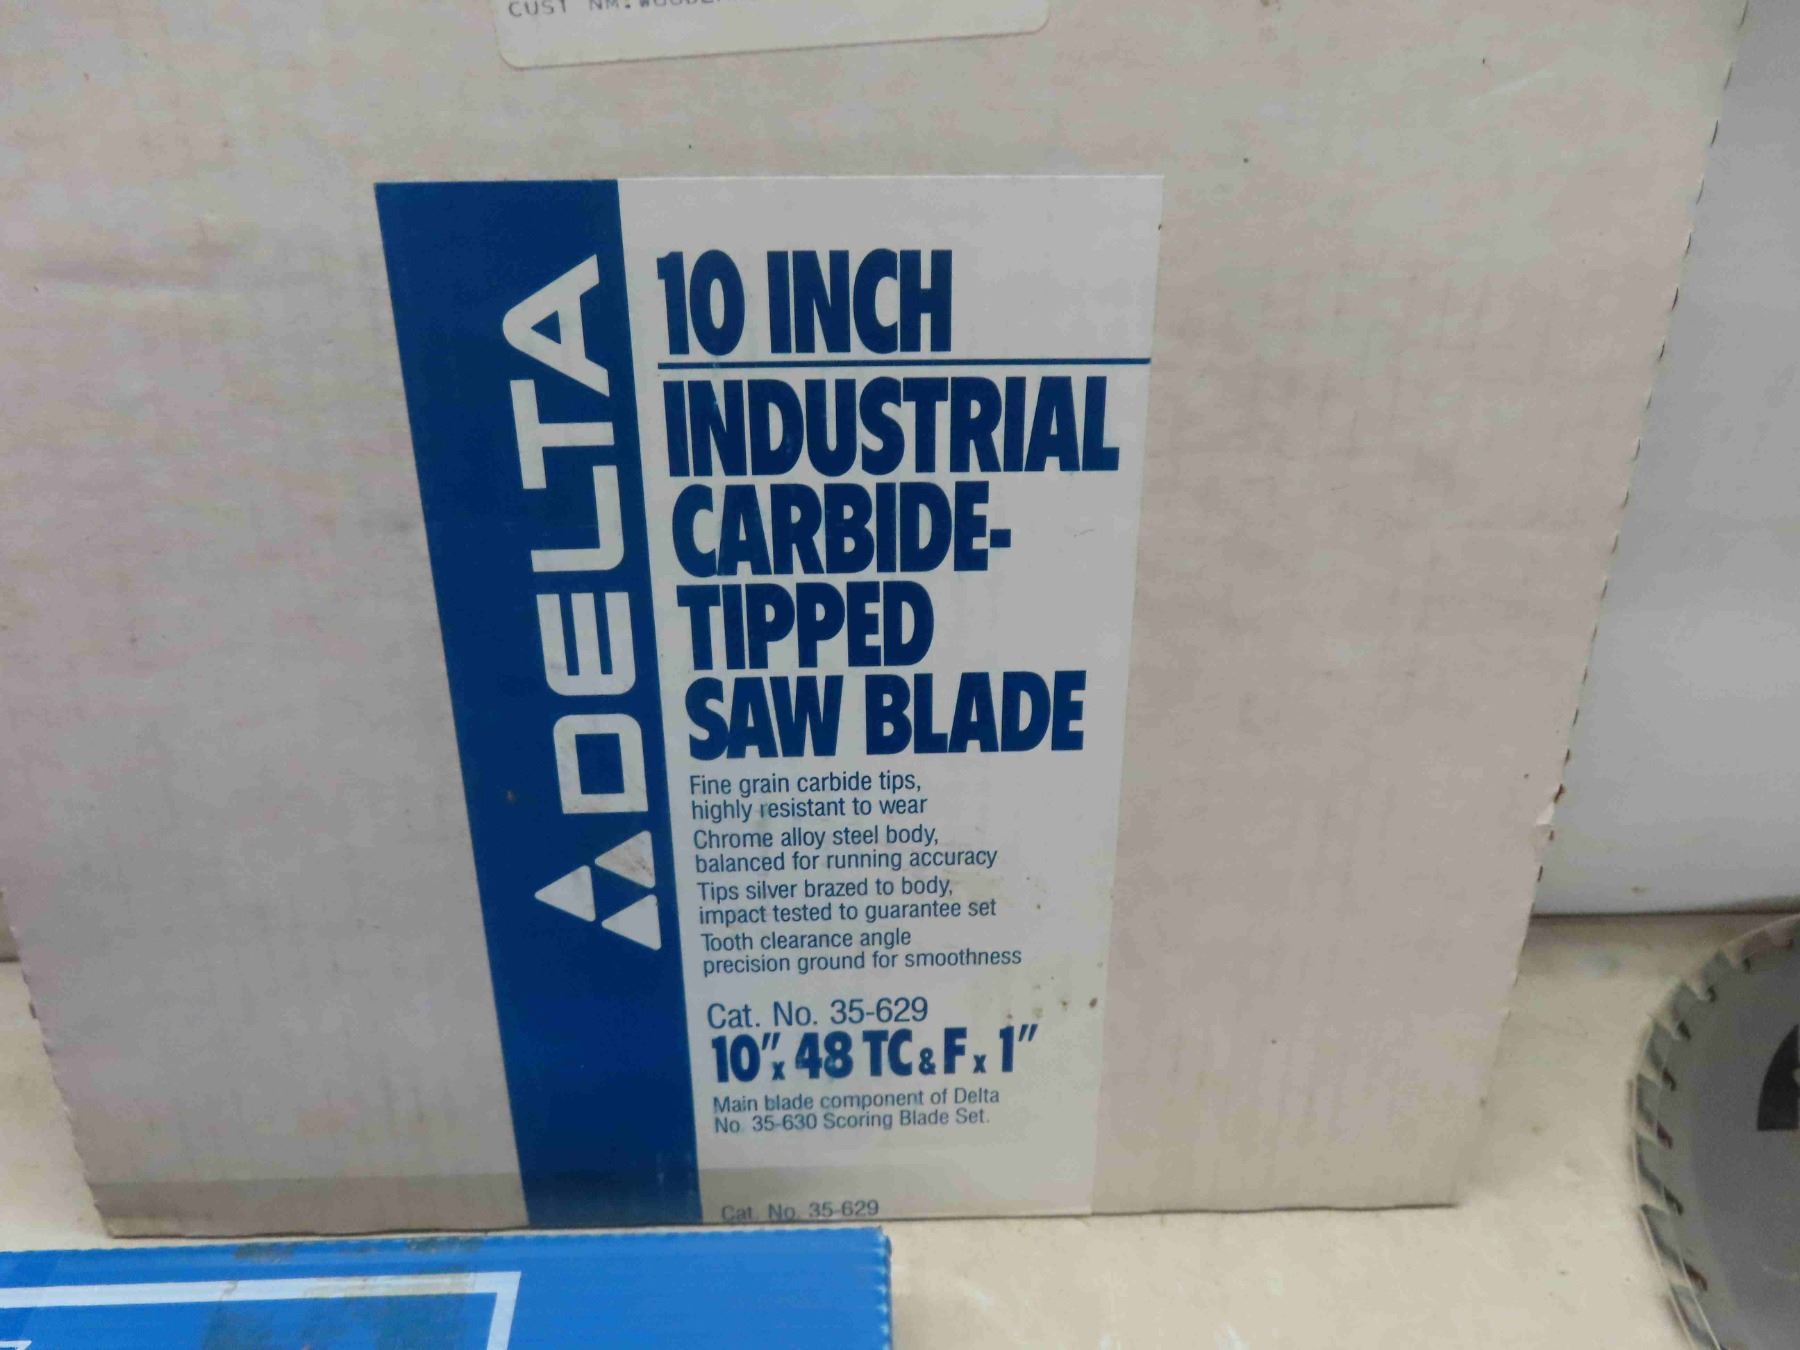 CUST NM.
DELTA
10 INCH
INDUSTRIAL
CARBIDE-
TIPPED
SAW BLADE
Fine grain carbide tips,
highly resistant to wear
Chrome alloy steel body,
balanced for running accuracy
Tips silver brazed to body,
impact tested to guarantee set
Tooth clearance angle
precision ground for smoothness
Cat. No. 35-629
10" x 48 TC & F x 1"
Main blade component of Delta
No. 35-630 Scoring Blade Set.
Cat. No. 35-629